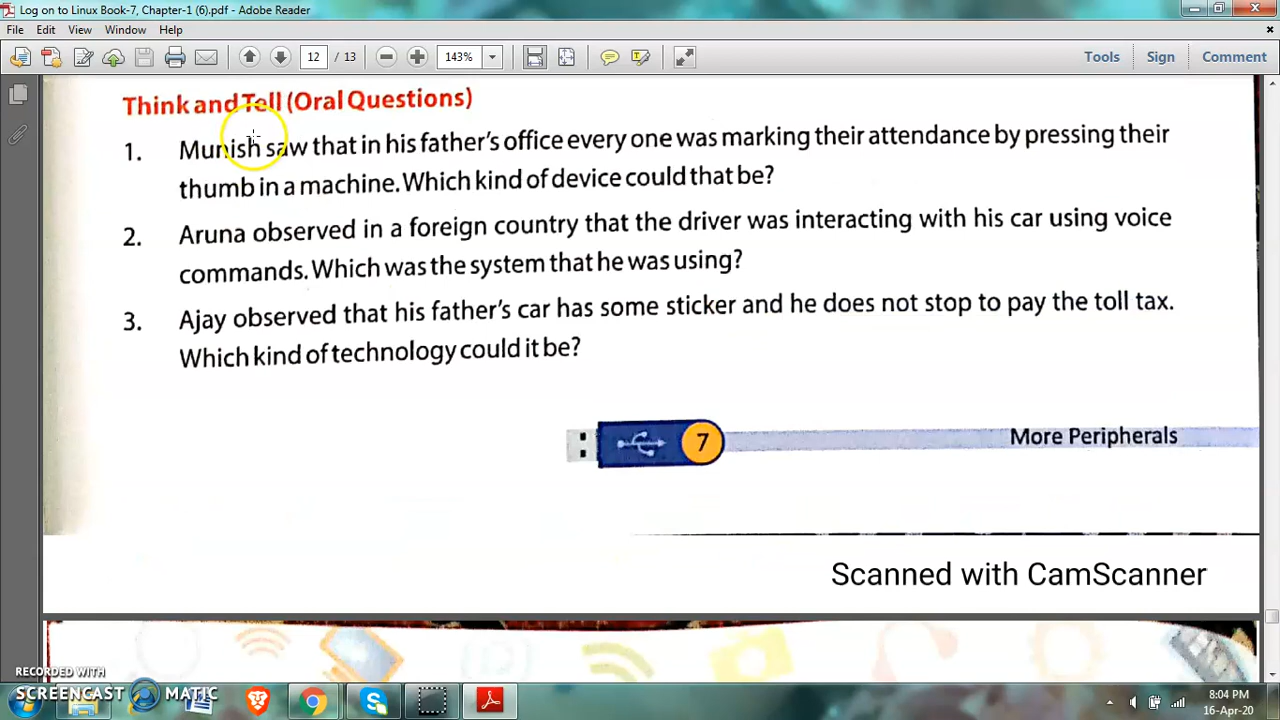 Log on to Linux Book-7, Chapter-1 (6).pdf - Adobe Reader
File Edit View Window Help
12 / 13 143% Tools Sign Comment
Think and Tell (Oral Questions)
1. Munish saw that in his father's office every one was marking their attendance by pressing their
thumb in a machine. Which kind of device could that be?
2. Aruna observed in a foreign country that the driver was interacting with his car using voice
commands. Which was the system that he was using?
3. Ajay observed that his father's car has some sticker and he does not stop to pay the toll tax.
Which kind of technology could it be?
7 More Peripherals
Scanned with CamScanner
RECORDED WITH
SCREENCAST MATIC
8:04 PM
16-Apr-20